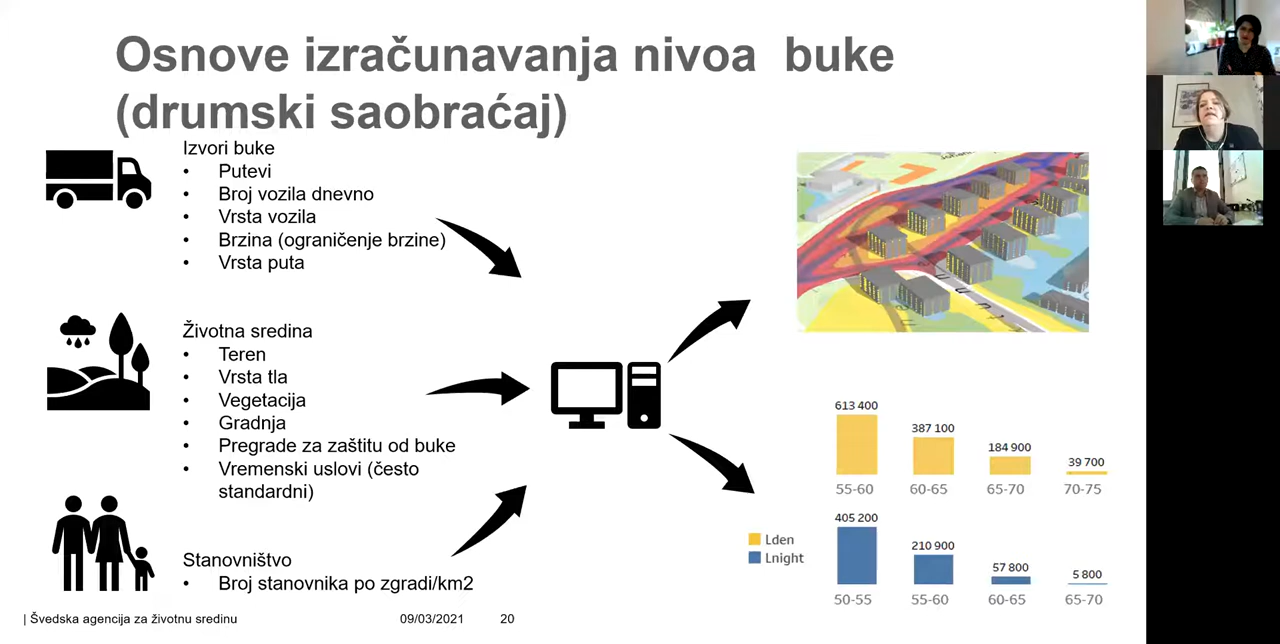 Osnove izračunavanja nivoa buke
(drumski saobraćaj)
Izvori buke
• Putevi
• Broj vozila dnevno
• Vrsta vozila
• Brzina (ograničenje brzine)
• Vrsta puta
Životna sredina
• Teren
• Vrsta tla
• Vegetacija
• Gradnja
• Pregrade za zaštitu od buke
• Vremenski uslovi (često
standardni)
Stanovništvo
• Broj stanovnika po zgradi/km2
613 400
387 100
184 900
39 700
55-60
60-65
65-70
70-75
Lden
Lnight
405 200
210 900
57 800
5 800
50-55
55-60
60-65
65-70
| Švedska agencija za životnu sredinu
09/03/2021
20